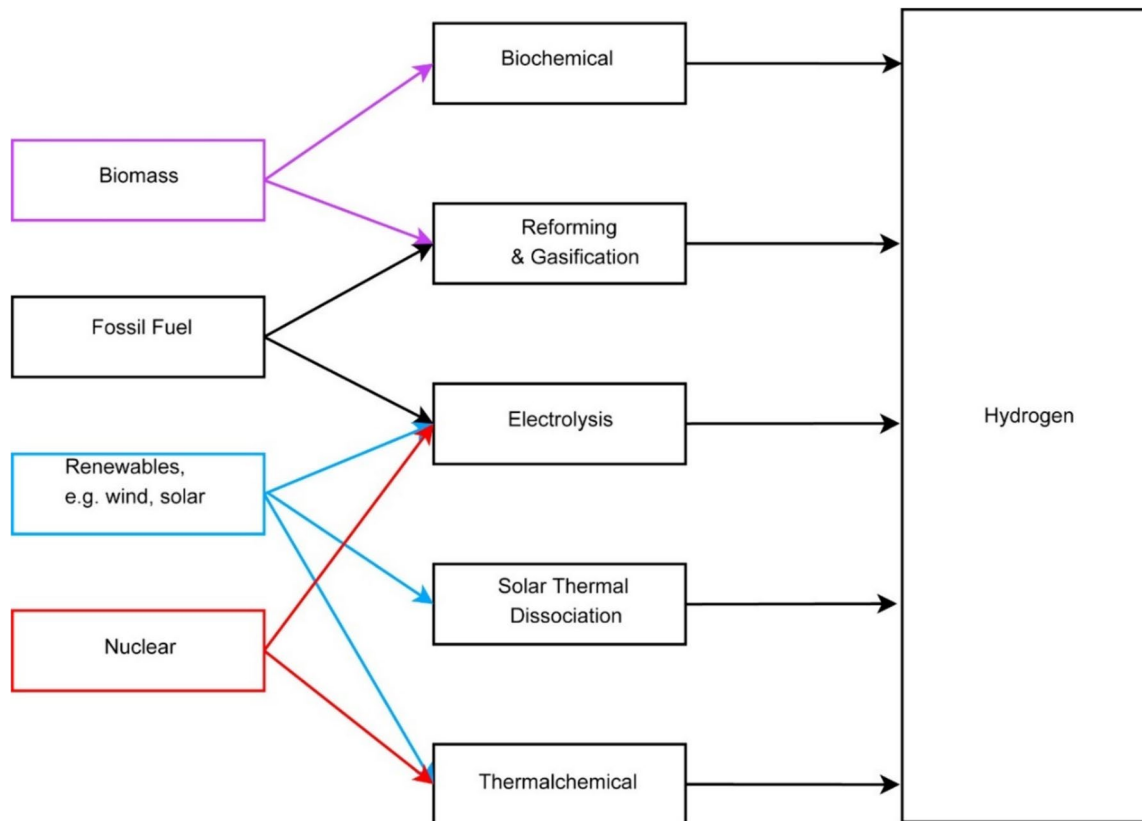 Biochemical
Biomass
Reforming
& Gasification
Fossil Fuel
Electrolysis
Hydrogen
Renewables,
e.g. wind, solar
Solar Thermal
Dissociation
Nuclear
Thermalchemical